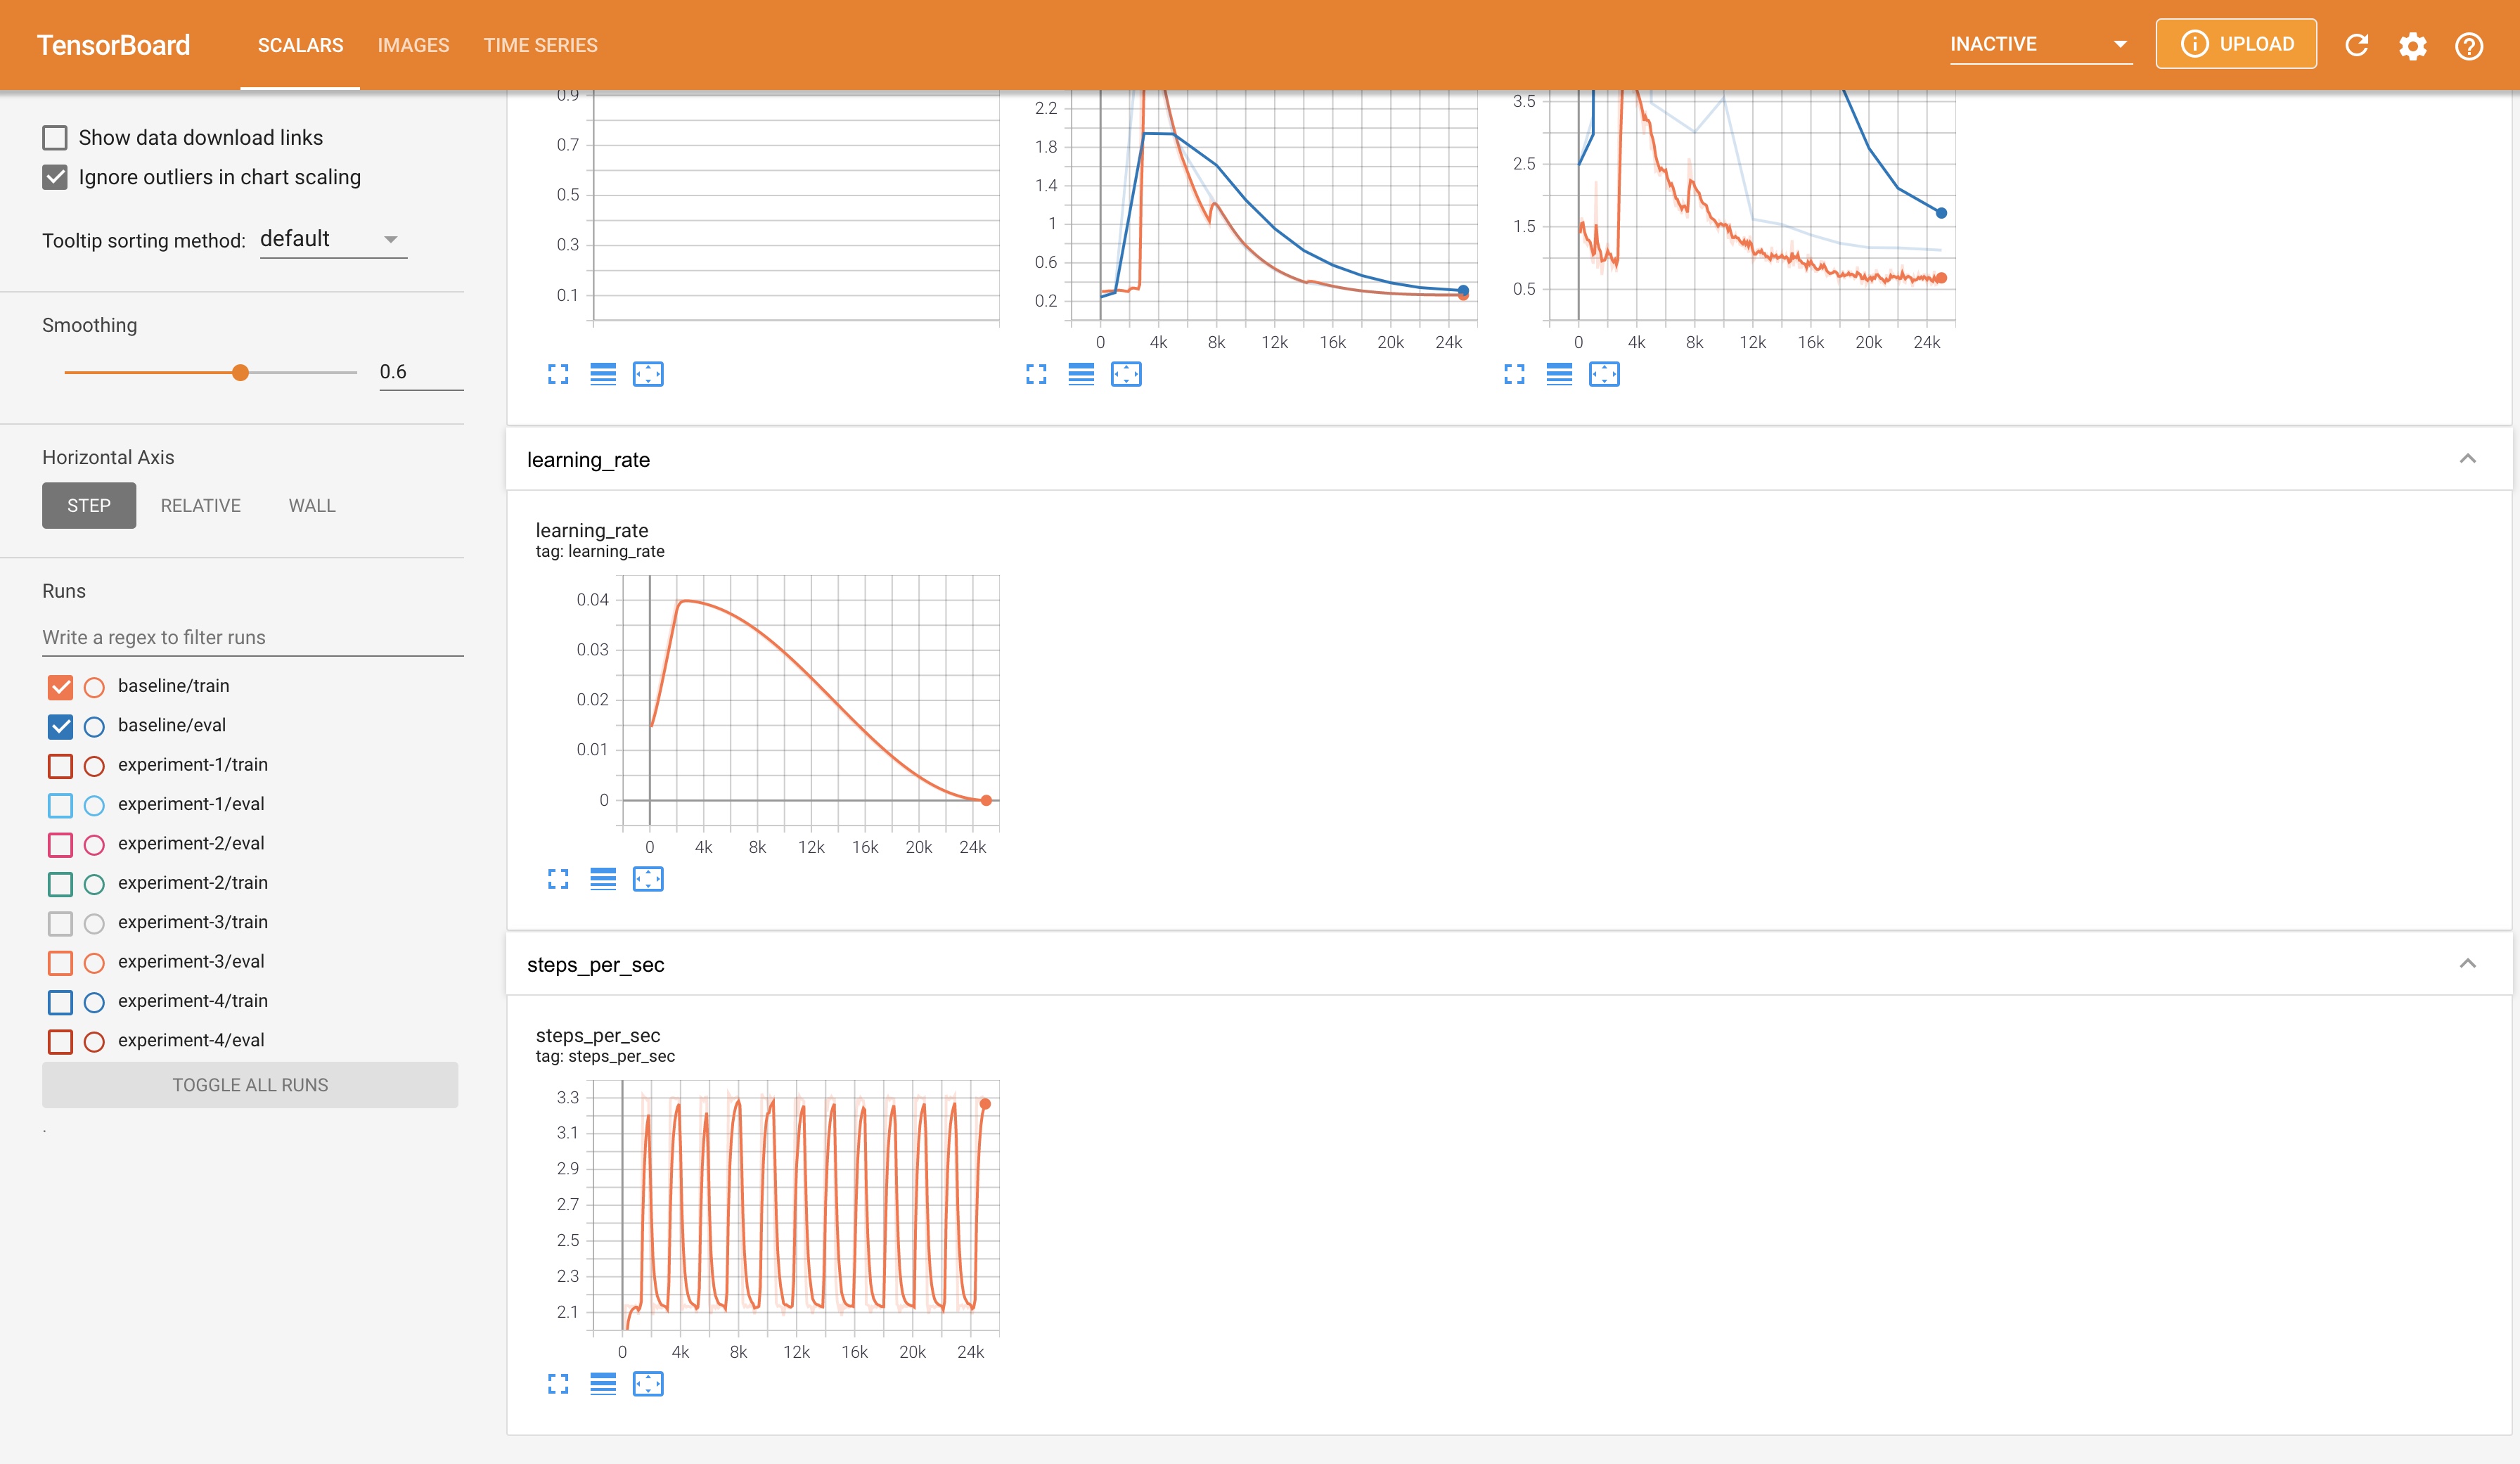 TensorBoard
SCALARS IMAGES TIME SERIES
INACTIVE
UPLOAD
Show data download links
Ignore outliers in chart scaling
Tooltip sorting method: default
Smoothing
0.6
Horizontal Axis
STEP RELATIVE WALL
Runs
Write a regex to filter runs
baseline/train
baseline/eval
experiment-1/train
experiment-1/eval
experiment-2/eval
experiment-2/train
experiment-3/train
experiment-3/eval
experiment-4/train
experiment-4/eval
TOGGLE ALL RUNS
.
0.9
0.7
0.5
0.3
0.1
2.2
1.8
1.4
1
0.6
0.2
0 4k 8k 12k 16k 20k 24k
3.5
2.5
1.5
0.5
0 4k 8k 12k 16k 20k 24k
learning_rate
learning_rate
tag: learning_rate
0.04
0.03
0.02
0.01
0
0 4k 8k 12k 16k 20k 24k
steps_per_sec
steps_per_sec
tag: steps_per_sec
3.3
3.1
2.9
2.7
2.5
2.3
2.1
0 4k 8k 12k 16k 20k 24k